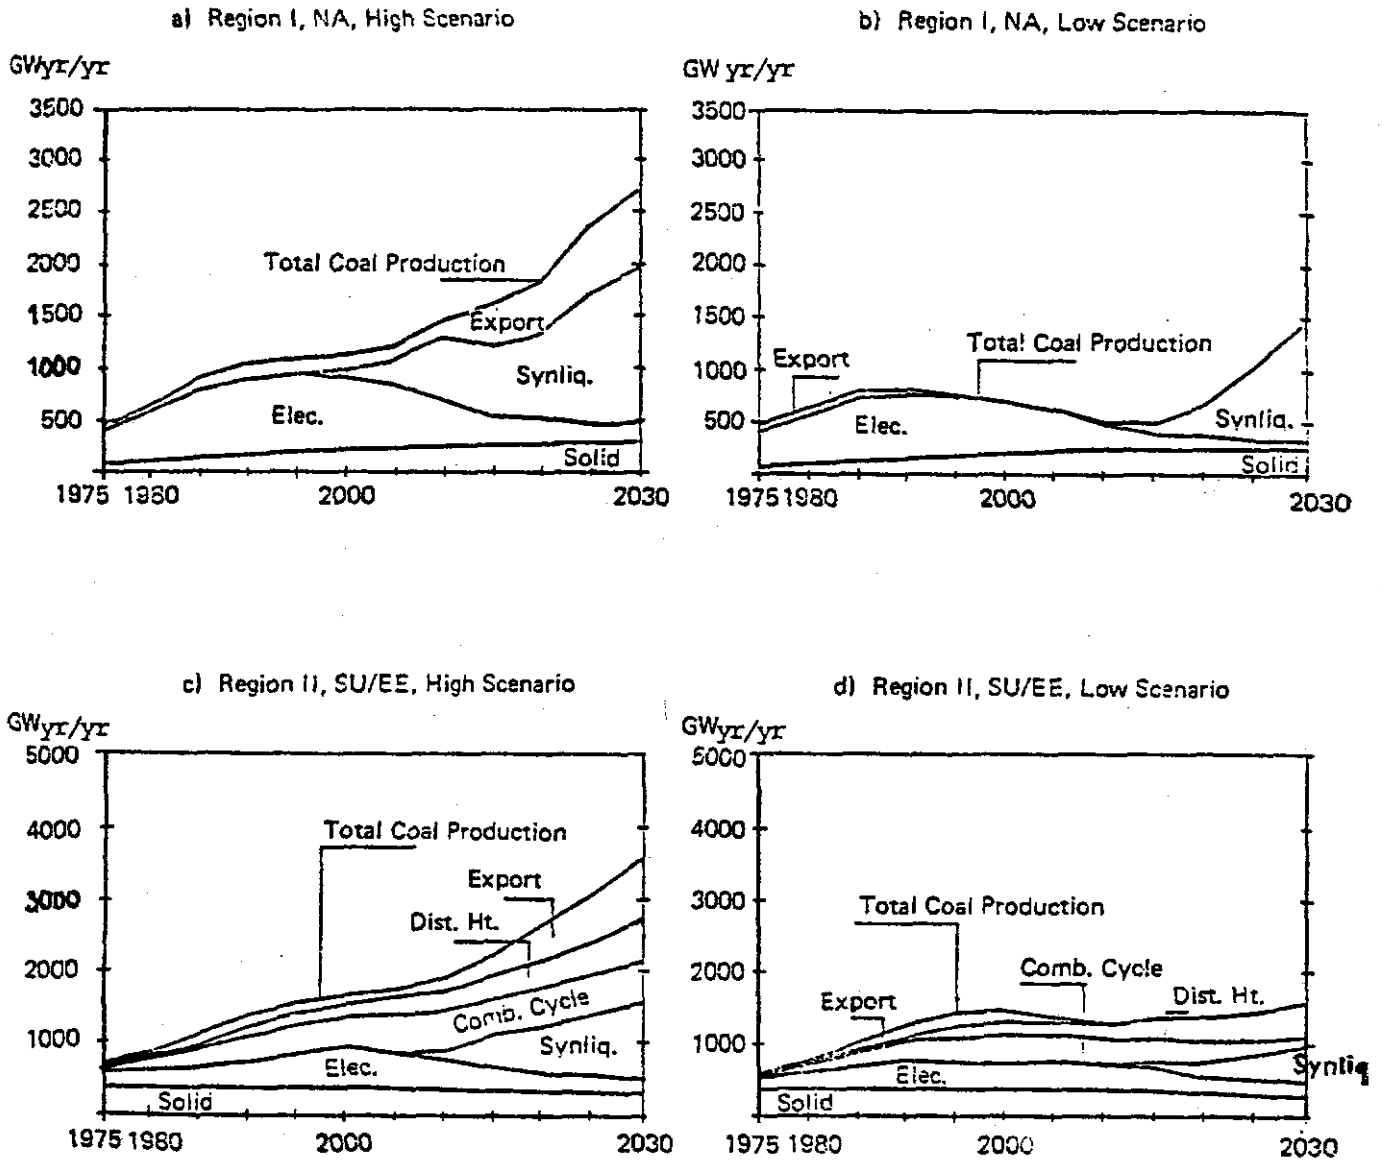 a) Region I, NA, High Scenario
GWyr/yr
3500
3000
2500
2000
1500
1000
500
Total Coal Production
Export
Synliq.
Elec.
Solid
1975 1980 2000 2030
b) Region I, NA, Low Scenario
GW yr/yr
3500
3000
2500
2000
1500
1000
500
Export
Total Coal Production
Elec.
Synliq.
Solid
1975 1980 2000 2030
c) Region II, SU/EE, High Scenario
GWyr/yr
5000
4000
3000
2000
1000
Total Coal Production
Export
Dist. Ht.
Comb. Cycle
Synliq.
Elec.
Solid
1975 1980 2000 2030
d) Region II, SU/EE, Low Scenario
GWyr/yr
5000
4000
3000
2000
1000
Total Coal Production
Comb. Cycle
Export
Dist. Ht.
Synliq
Elec.
Solid
1975 1980 2000 2030